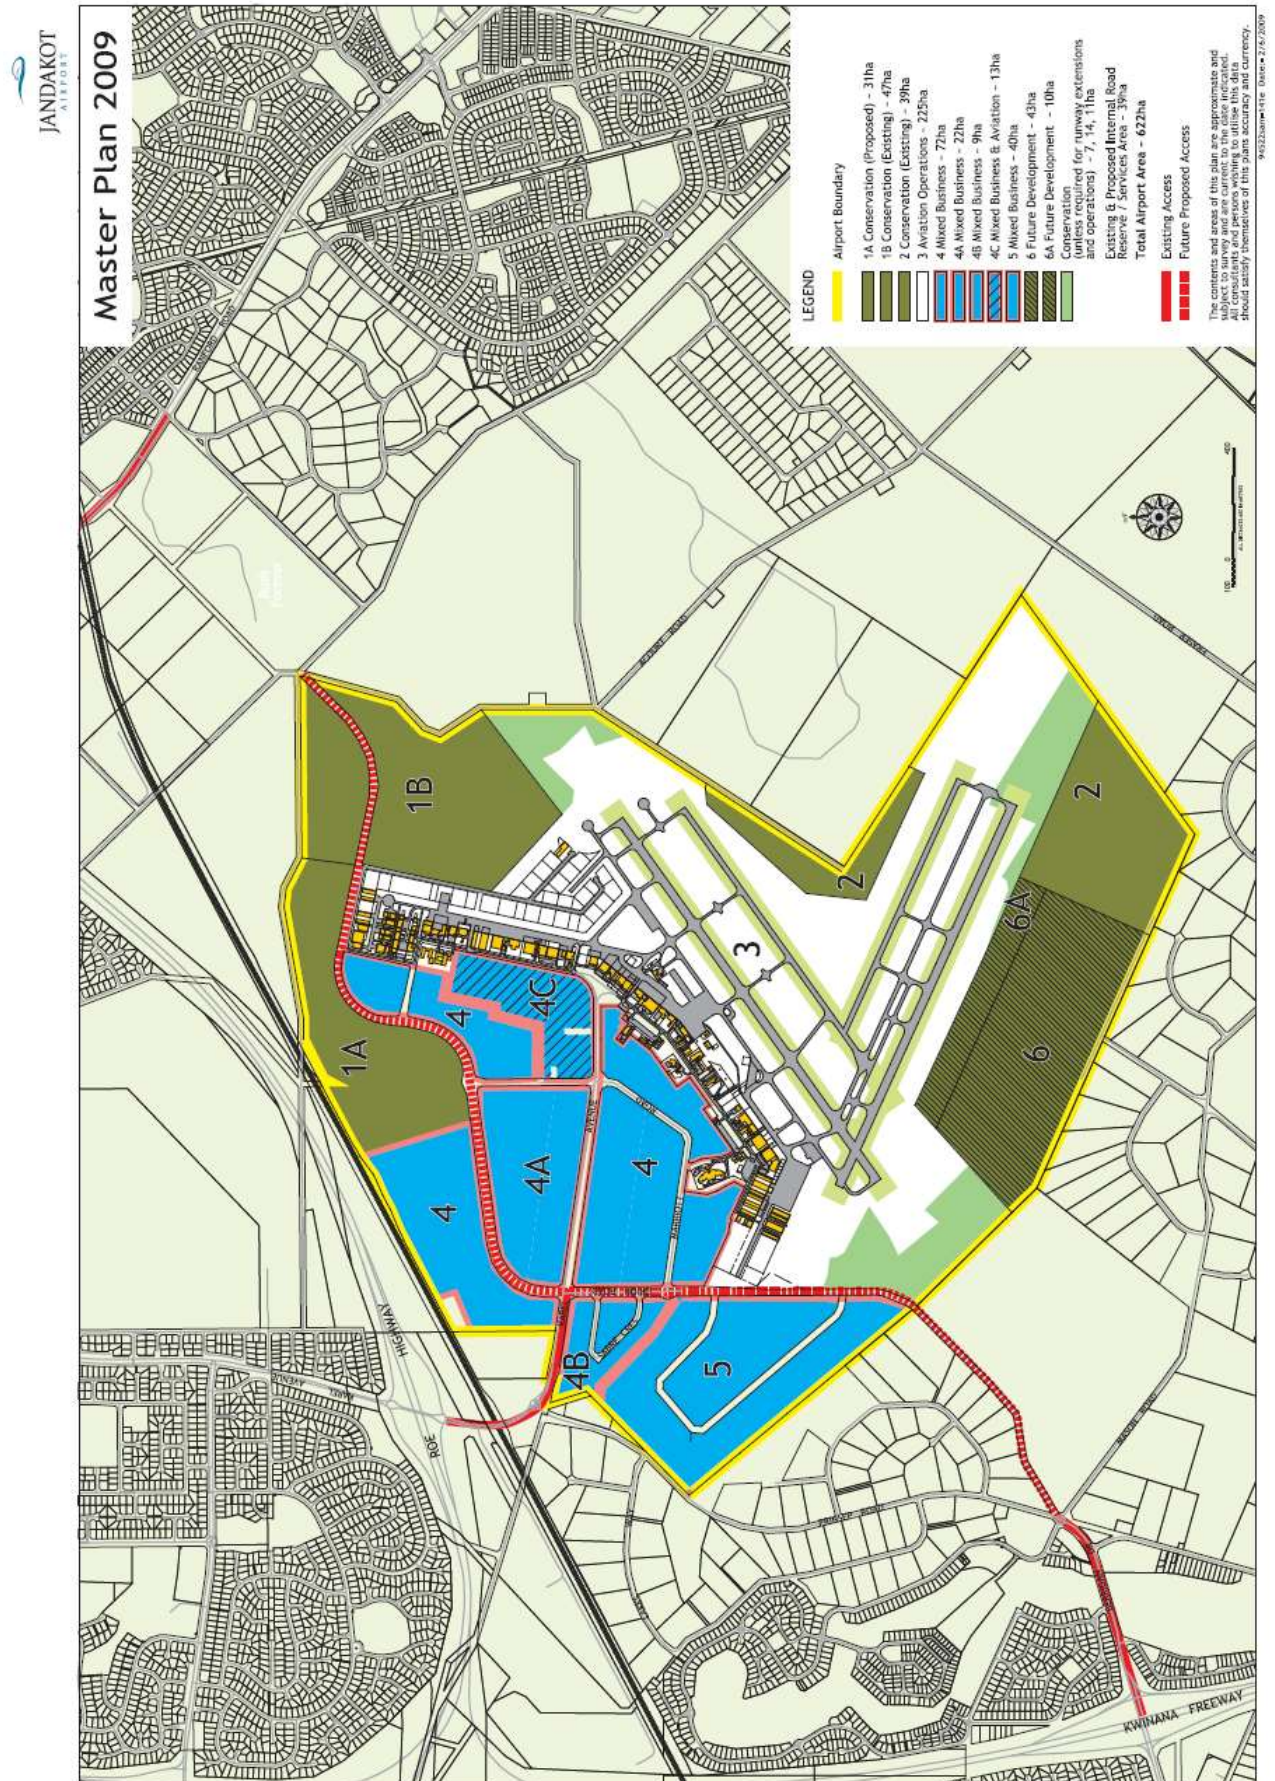 JANDAKOT
AIRPORT
Master Plan 2009
LEGEND
Airport Boundary
1A Conservation (Proposed) - 31ha
1B Conservation (Existing) - 47ha
2 Conservation (Existing) - 39ha
3 Aviation Operations - 225ha
4 Mixed Business - 72ha
4A Mixed Business - 22ha
4B Mixed Business - 9ha
4C Mixed Business & Aviation - 13ha
5 Mixed Business - 40ha
6 Future Development - 43ha
6A Future Development - 10ha
Conservation
(unless required for runway extensions
and operations) - 7, 14, 11ha
Existing & Proposed Internal Road
Reserve / Services Area - 39ha
Total Airport Area - 622ha
Existing Access
Future Proposed Access
The contents and areas of this plan are approximate and
subject to survey and are current to the date indicated.
All consultants and persons wishing to utilise this data
should satisfy themselves of this plans accuracy and currency.
1A
1B
4
4
4A
4C
4
4B
5
3
2
2
6A
6
ROE
HIGHWAY
KAREL
AVENUE
AVENUE
ROAD
KWINANA FREEWAY
100
0
400